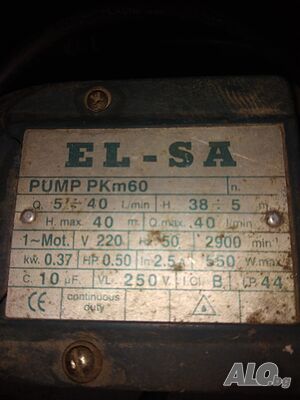 EL-SA
PUMP PKm60 n.
Q. 5÷40 l/min H 38÷5 m
H. max 40 m Q. max 40 l/min
1~Mot. V 220 Hz 50 2900 min
kW. 0.37 HP 0.50 In 2.5 A 550 W.max
C. 10 µF. VL. 250 V. I.Cl. B. I.P. 44
CE continuous
duty
ALO.bg